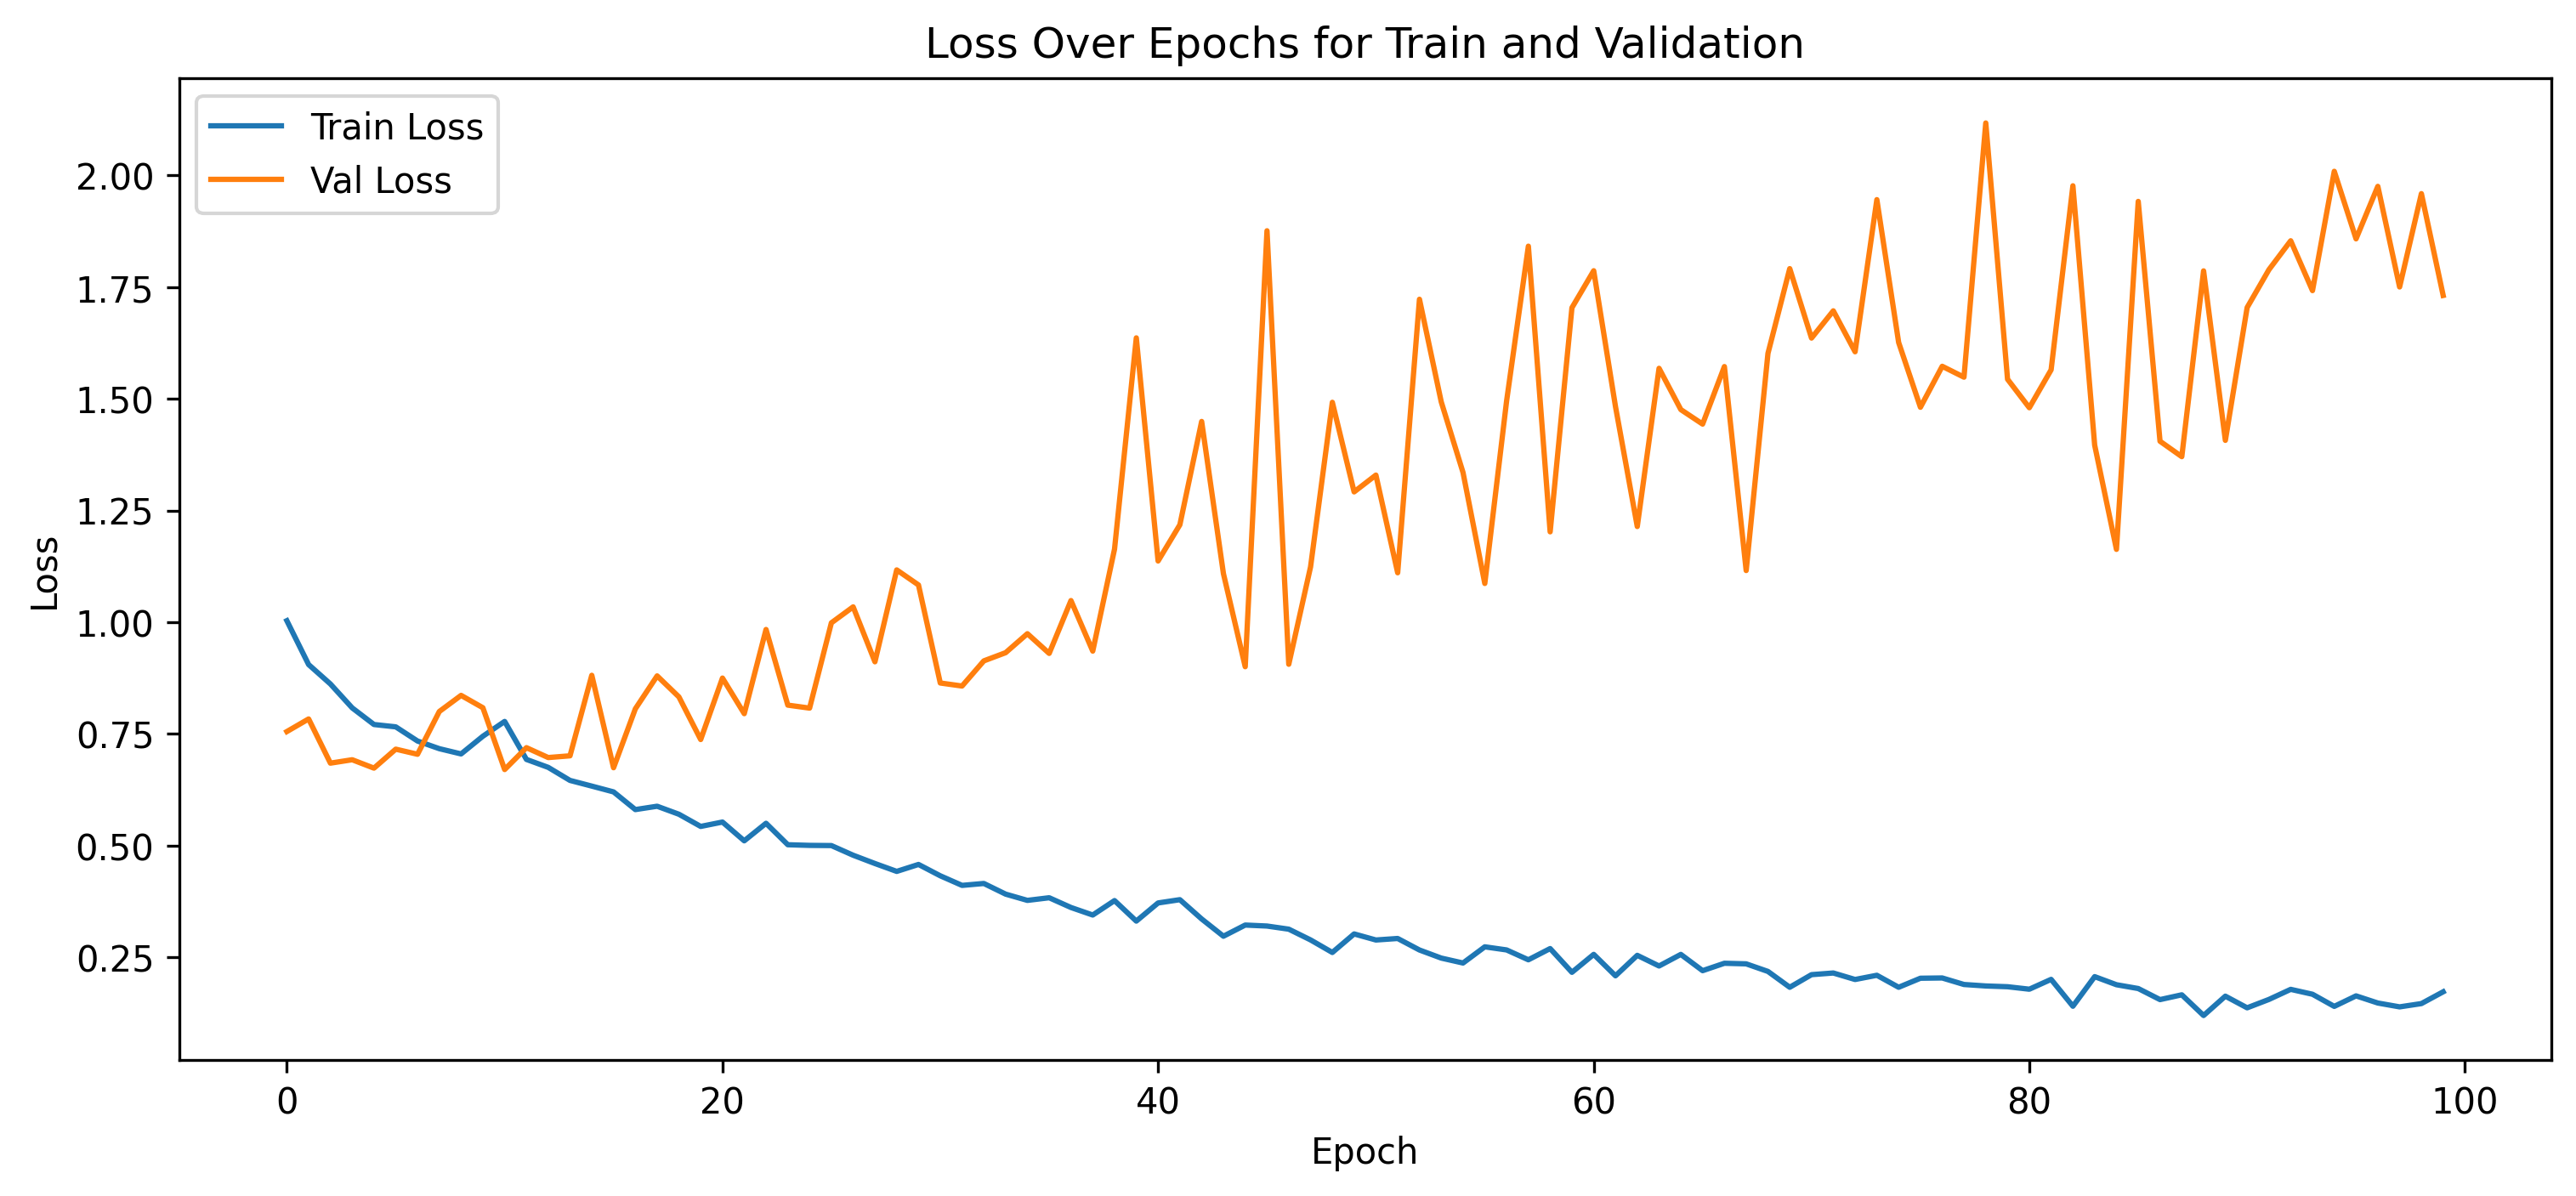 Loss Over Epochs for Train and Validation
Train Loss
Val Loss
2.00
1.75
1.50
1.25
1.00
0.75
0.50
0.25
Loss
0 20 40 60 80 100
Epoch